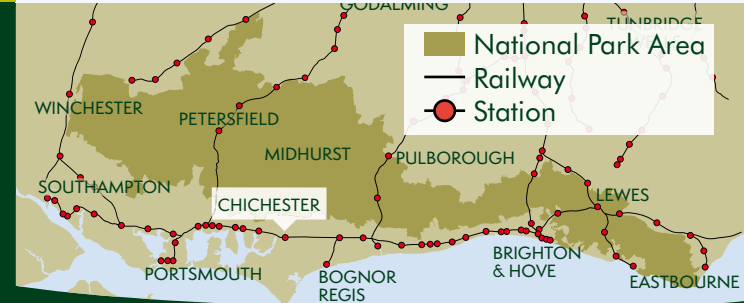 GODALMING
TUNBRIDGE
WELLS
National Park Area
Railway
Station
WINCHESTER
PETERSFIELD
MIDHURST
PULBOROUGH
SOUTHAMPTON
CHICHESTER
LEWES
PORTSMOUTH
BOGNOR
REGIS
BRIGHTON
& HOVE
EASTBOURNE